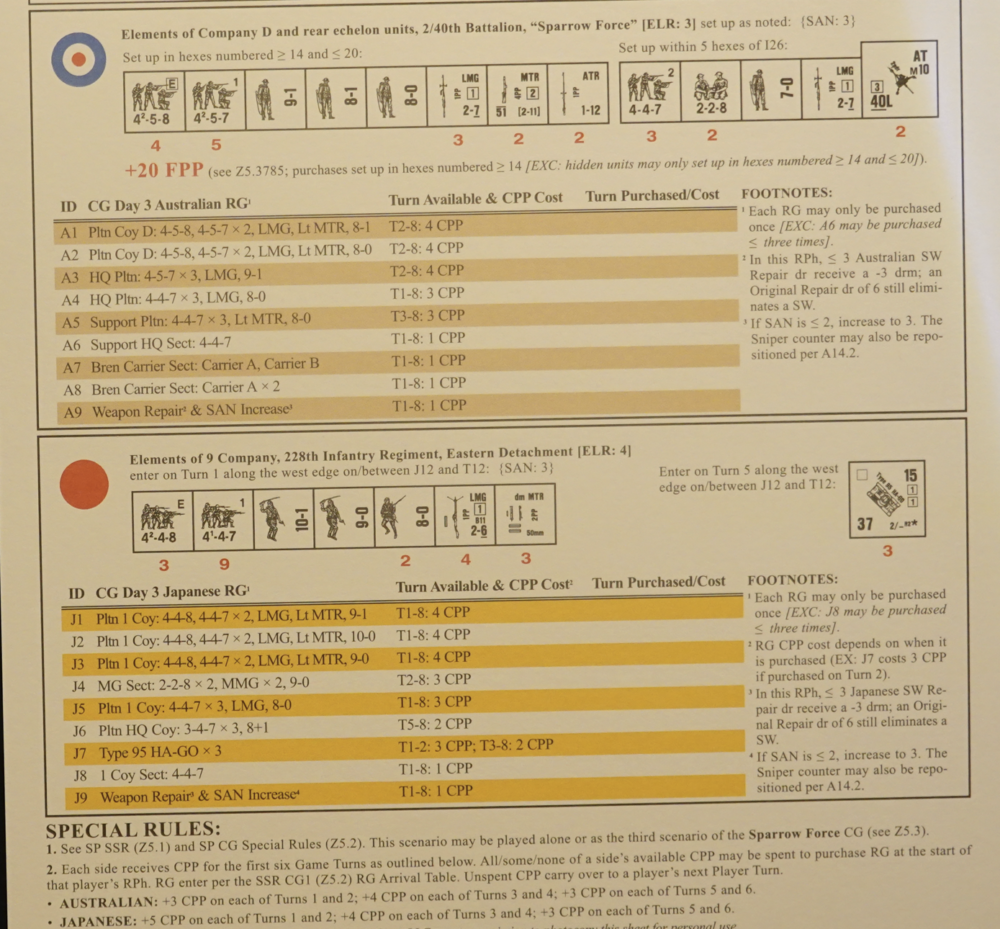 Elements of Company D and rear echelon units, 2/40th Battalion, “Sparrow Force” [ELR: 3] set up as noted: {SAN: 3}
Set up in hexes numbered ≥ 14 and ≤ 20:
Set up within 5 hexes of I26:
E
4²-5-8
1
4²-5-7
9-1
8-1
8-0
LMG
1PP 1
2-7
MTR
4PP 2
51 [2-11]
ATR
1PP
1-12
2
4-4-7
2-2-8
7-0
LMG
1PP 1
2-7
AT
M10
3
40L
4 5 3 2 2 3 2 2
+20 FPP (see Z5.3785; purchases set up in hexes numbered ≥ 14 [EXC: hidden units may only set up in hexes numbered ≥ 14 and ≤ 20]).
ID CG Day 3 Australian RG¹ Turn Available & CPP Cost Turn Purchased/Cost
A1 Pltn Coy D: 4-5-8, 4-5-7 × 2, LMG, Lt MTR, 8-1 T2-8: 4 CPP
A2 Pltn Coy D: 4-5-8, 4-5-7 × 2, LMG, Lt MTR, 8-0 T2-8: 4 CPP
A3 HQ Pltn: 4-5-7 × 3, LMG, 9-1 T2-8: 4 CPP
A4 HQ Pltn: 4-4-7 × 3, LMG, 8-0 T1-8: 3 CPP
A5 Support Pltn: 4-4-7 × 3, Lt MTR, 8-0 T3-8: 3 CPP
A6 Support HQ Sect: 4-4-7 T1-8: 1 CPP
A7 Bren Carrier Sect: Carrier A, Carrier B T1-8: 1 CPP
A8 Bren Carrier Sect: Carrier A × 2 T1-8: 1 CPP
A9 Weapon Repair² & SAN Increase³ T1-8: 1 CPP
FOOTNOTES:
¹ Each RG may only be purchased
once [EXC: A6 may be purchased
≤ three times].
² In this RPh, ≤ 3 Australian SW
Repair dr receive a -3 drm; an
Original Repair dr of 6 still elimi-
nates a SW.
³ If SAN is ≤ 2, increase to 3. The
Sniper counter may also be repo-
sitioned per A14.2.
Elements of 9 Company, 228th Infantry Regiment, Eastern Detachment [ELR: 4]
enter on Turn 1 along the west edge on/between J12 and T12: {SAN: 3}
Enter on Turn 5 along the west
edge on/between J12 and T12:
E
4²-4-8
1
4¹-4-7
10-1
9-0
8-0
LMG
1PP 1
B11
2-6
dm MTR
2PP
50mm
15
1
1
37
3 9 2 4 3 3
ID CG Day 3 Japanese RG¹ Turn Available & CPP Cost² Turn Purchased/Cost
J1 Pltn 1 Coy: 4-4-8, 4-4-7 × 2, LMG, Lt MTR, 9-1 T1-8: 4 CPP
J2 Pltn 1 Coy: 4-4-8, 4-4-7 × 2, LMG, Lt MTR, 10-0 T1-8: 4 CPP
J3 Pltn 1 Coy: 4-4-8, 4-4-7 × 2, LMG, Lt MTR, 9-0 T1-8: 4 CPP
J4 MG Sect: 2-2-8 × 2, MMG × 2, 9-0 T2-8: 3 CPP
J5 Pltn 1 Coy: 4-4-7 × 3, LMG, 8-0 T1-8: 3 CPP
J6 Pltn HQ Coy: 3-4-7 × 3, 8+1 T5-8: 2 CPP
J7 Type 95 HA-GO × 3 T1-2: 3 CPP; T3-8: 2 CPP
J8 1 Coy Sect: 4-4-7 T1-8: 1 CPP
J9 Weapon Repair³ & SAN Increase⁴ T1-8: 1 CPP
FOOTNOTES:
¹ Each RG may only be purchased
once [EXC: J8 may be purchased
≤ three times].
² RG CPP cost depends on when it
is purchased (EX: J7 costs 3 CPP
if purchased on Turn 2).
³ In this RPh, ≤ 3 Japanese SW Re-
pair dr receive a -3 drm; an Origi-
nal Repair dr of 6 still eliminates a
SW.
⁴ If SAN is ≤ 2, increase to 3. The
Sniper counter may also be repo-
sitioned per A14.2.
SPECIAL RULES:
1. See SP SSR (Z5.1) and SP CG Special Rules (Z5.2). This scenario may be played alone or as the third scenario of the Sparrow Force CG (see Z5.3).
2. Each side receives CPP for the first six Game Turns as outlined below. All/some/none of a side’s available CPP may be spent to purchase RG at the start of
that player’s RPh. RG enter per the SSR CG1 (Z5.2) RG Arrival Table. Unspent CPP carry over to a player’s next Player Turn.
• AUSTRALIAN: +3 CPP on each of Turns 1 and 2; +4 CPP on each of Turns 3 and 4; +3 CPP on each of Turns 5 and 6.
• JAPANESE: +5 CPP on each of Turns 1 and 2; +4 CPP on each of Turns 3 and 4; +3 CPP on each of Turns 5 and 6.
this sheet for personal use